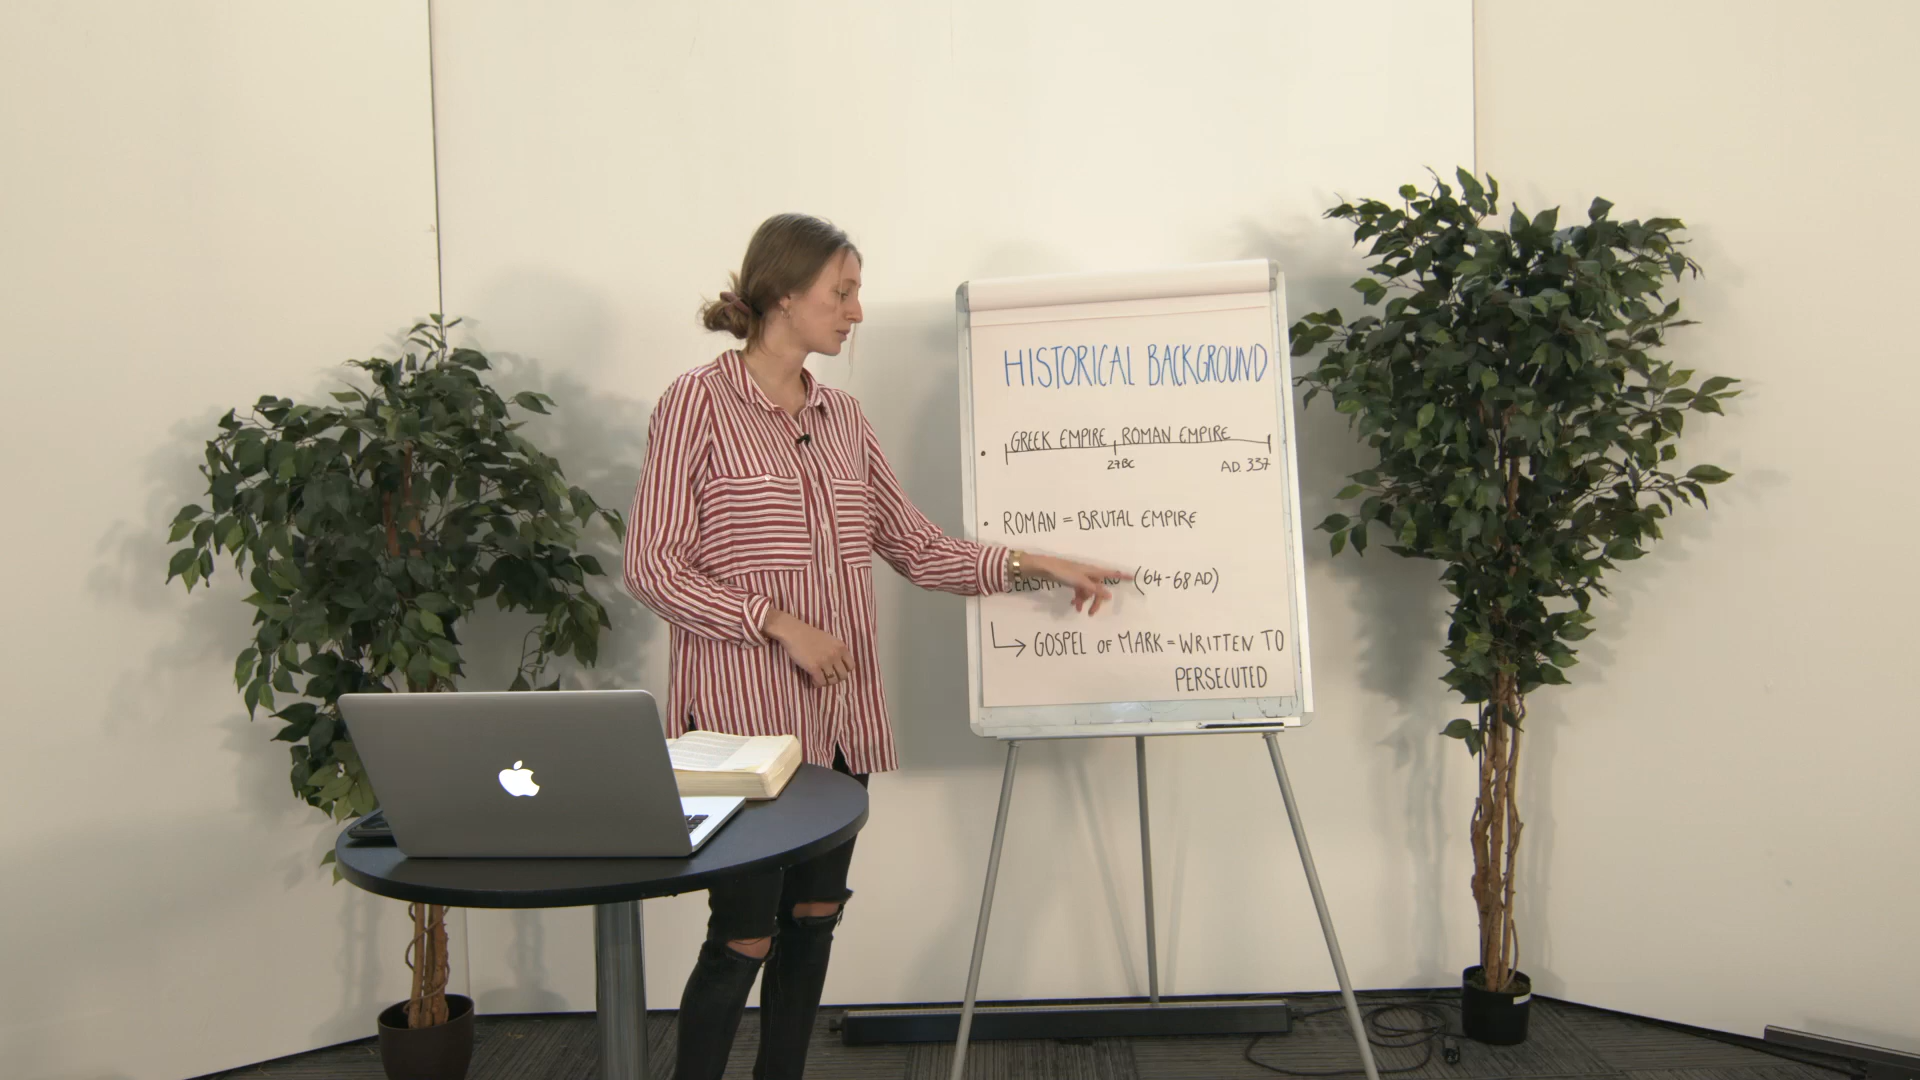 HISTORICAL BACKGROUND
• GREEK EMPIRE ROMAN EMPIRE
27BC AD. 337
• ROMAN = BRUTAL EMPIRE
(64-68 AD)
↳ GOSPEL OF MARK = WRITTEN TO
PERSECUTED